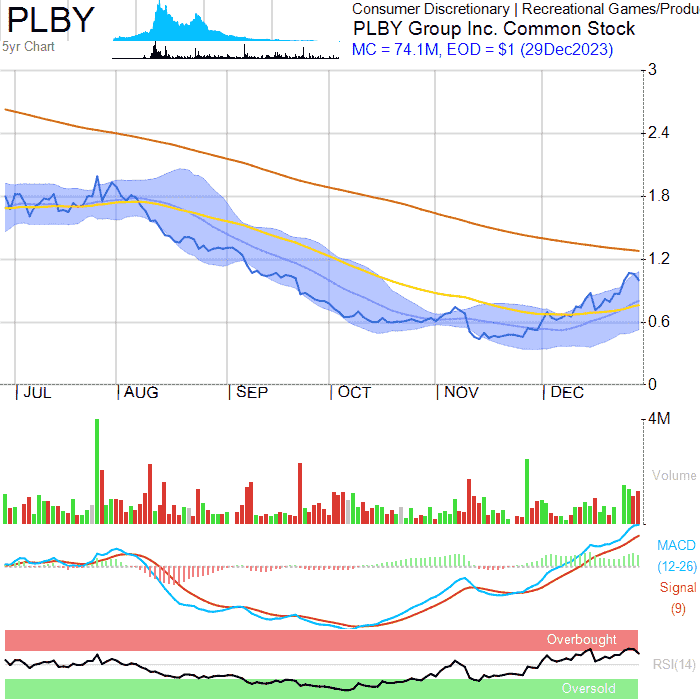 PLBY
5yr Chart
Consumer Discretionary | Recreational Games/Produ
PLBY Group Inc. Common Stock
MC = 74.1M, EOD = $1 (29Dec2023)
3
2.4
1.8
1.2
0.6
0
JUL AUG SEP OCT NOV DEC
4M
Volume
MACD
(12-26)
Signal
(9)
Overbought
RSI(14)
Oversold